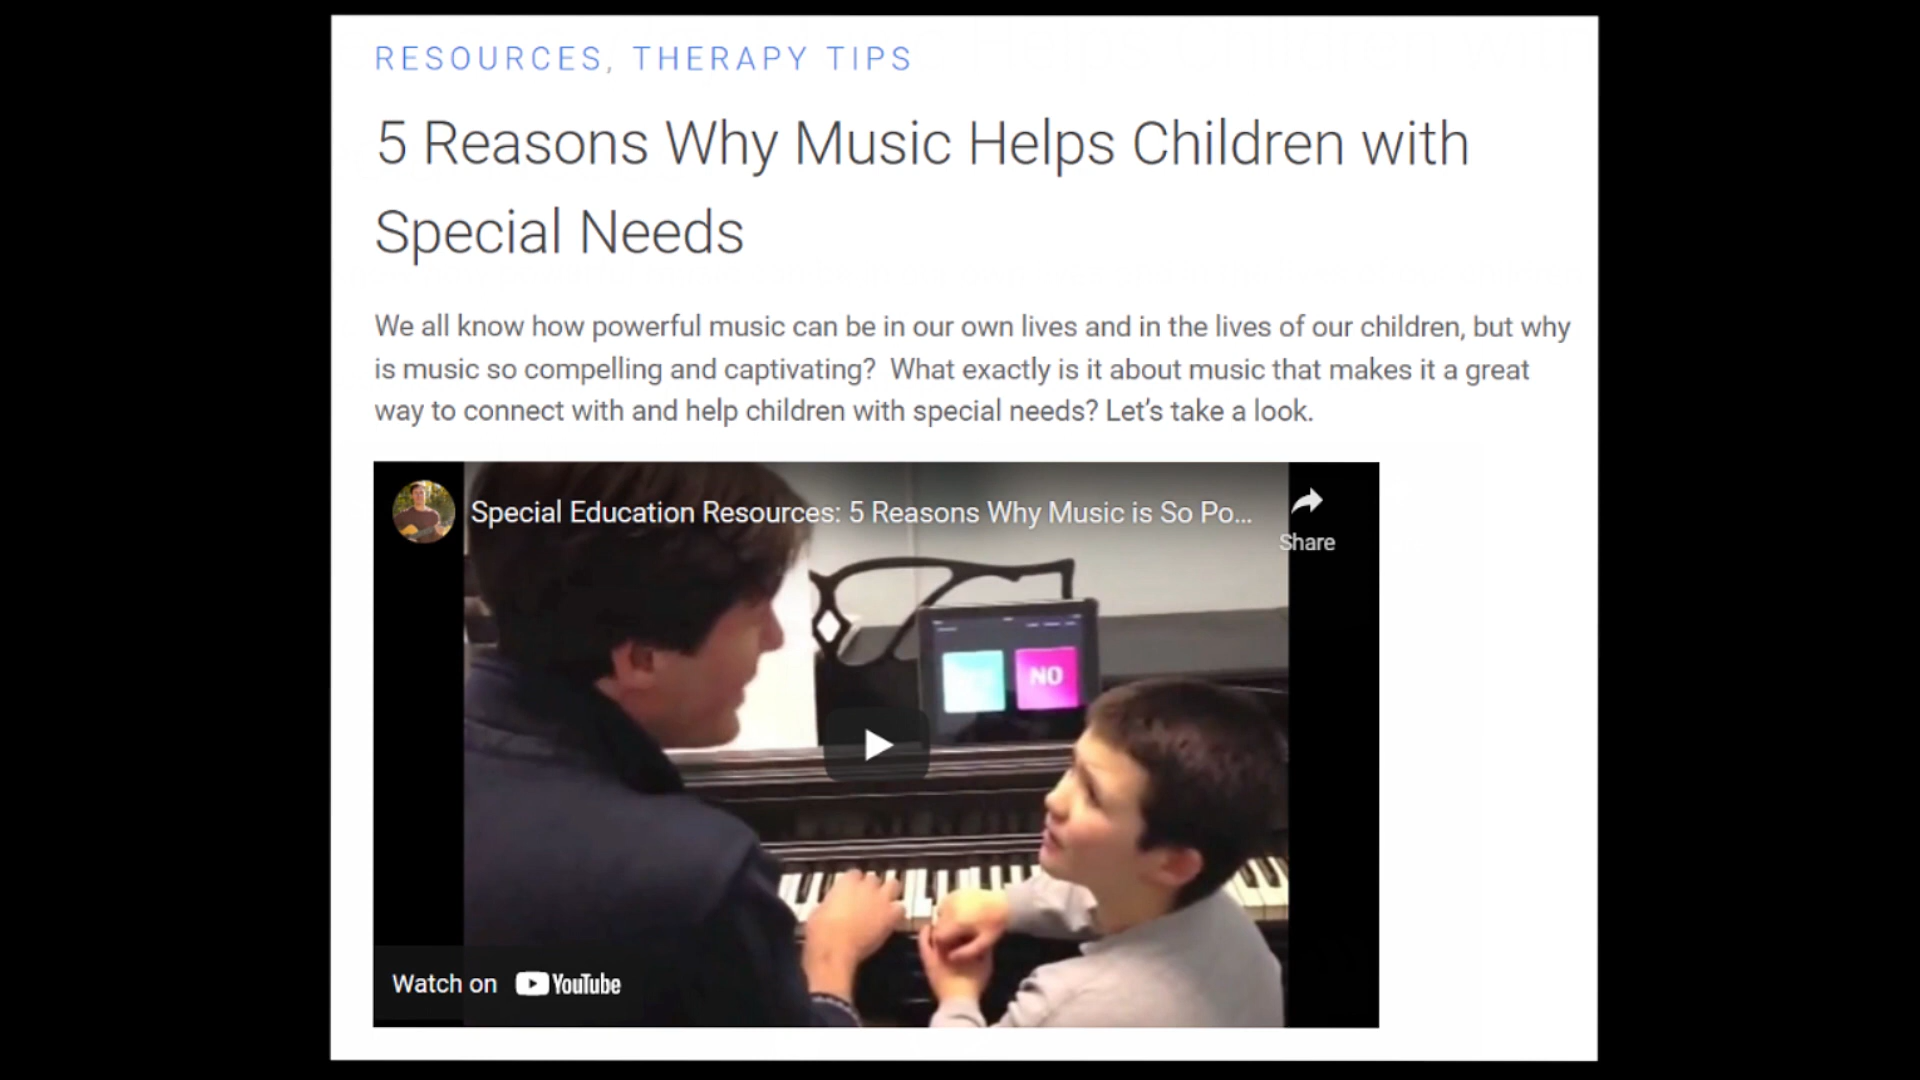 RESOURCES, THERAPY TIPS
5 Reasons Why Music Helps Children with
Special Needs
We all know how powerful music can be in our own lives and in the lives of our children, but why
is music so compelling and captivating?  What exactly is it about music that makes it a great
way to connect with and help children with special needs? Let’s take a look.
Special Education Resources: 5 Reasons Why Music is So Po...
Share
NO
Watch on YouTube